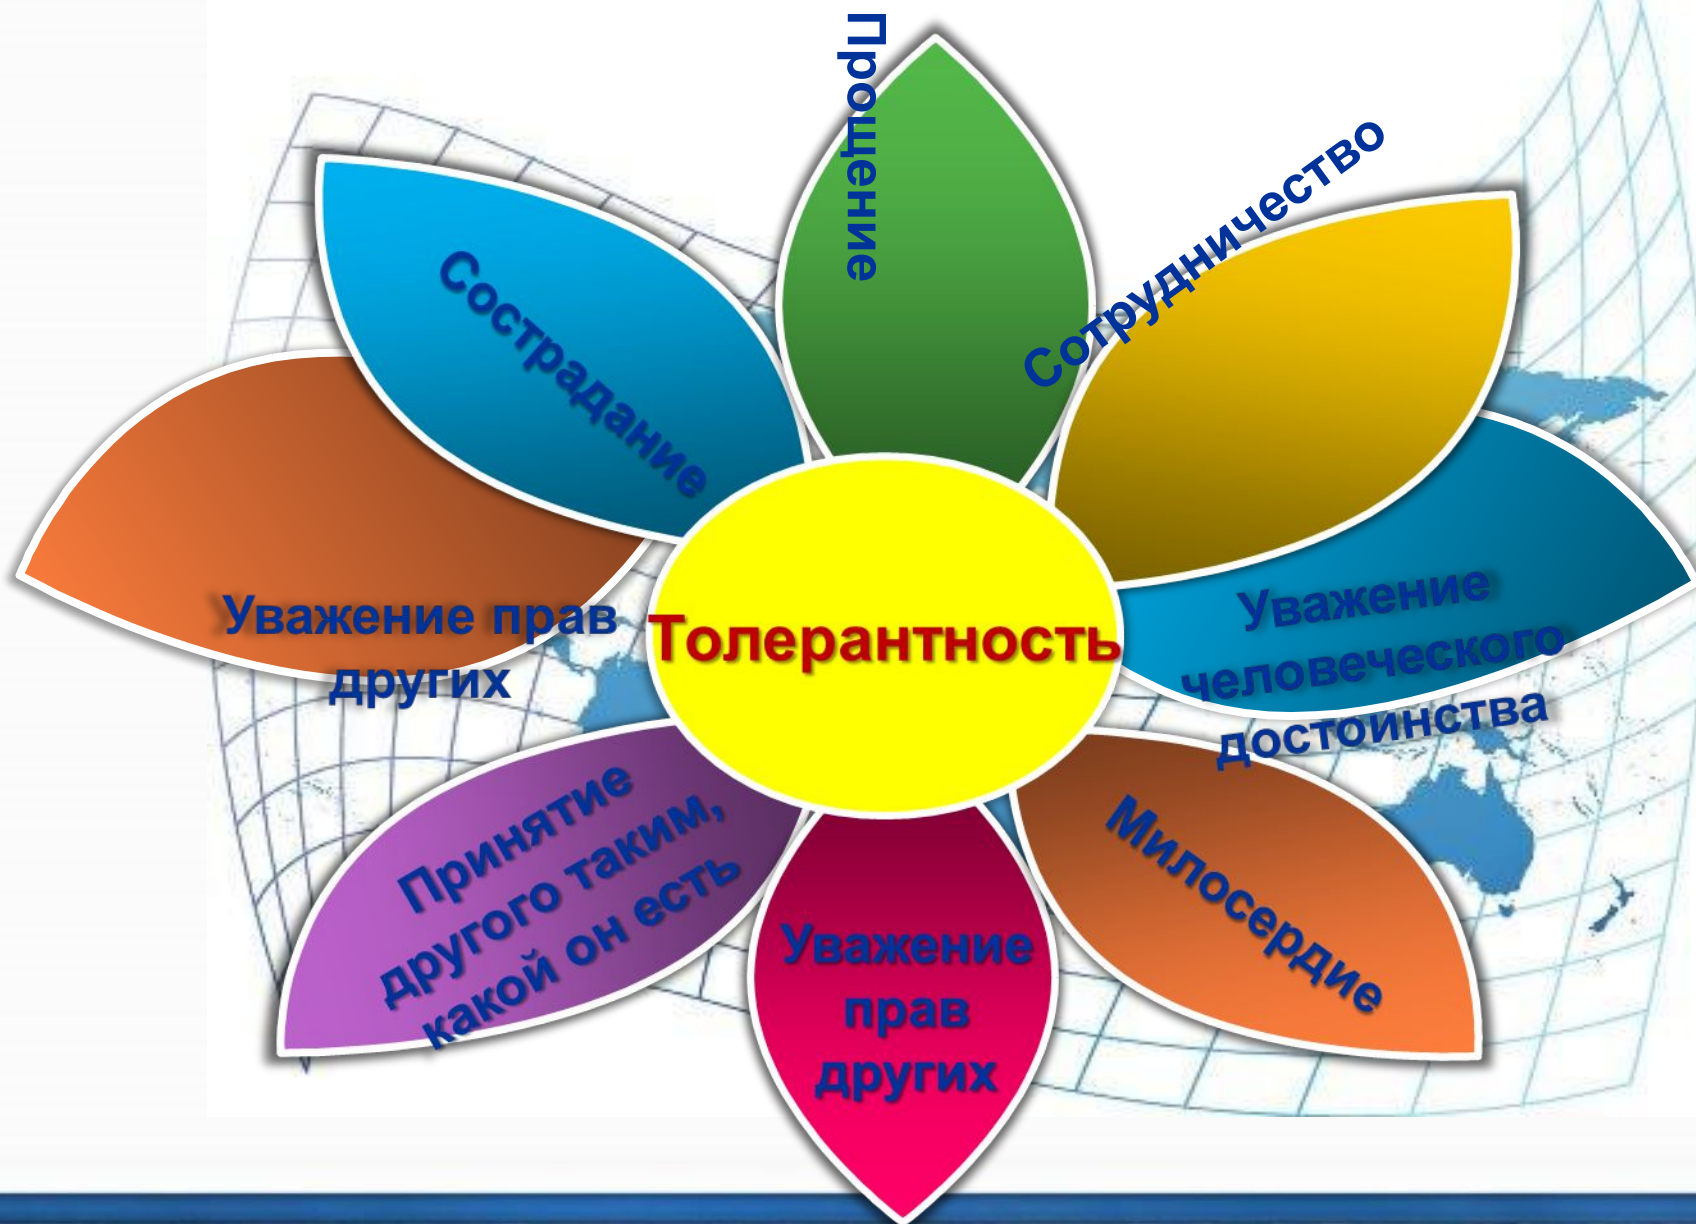 Прощение
Сотрудничество
Сострадание
Уважение прав
других
Толерантность
Уважение
человеческого
достоинства
Принятие
другого таким,
какой он есть
Милосердие
Уважение
прав
других